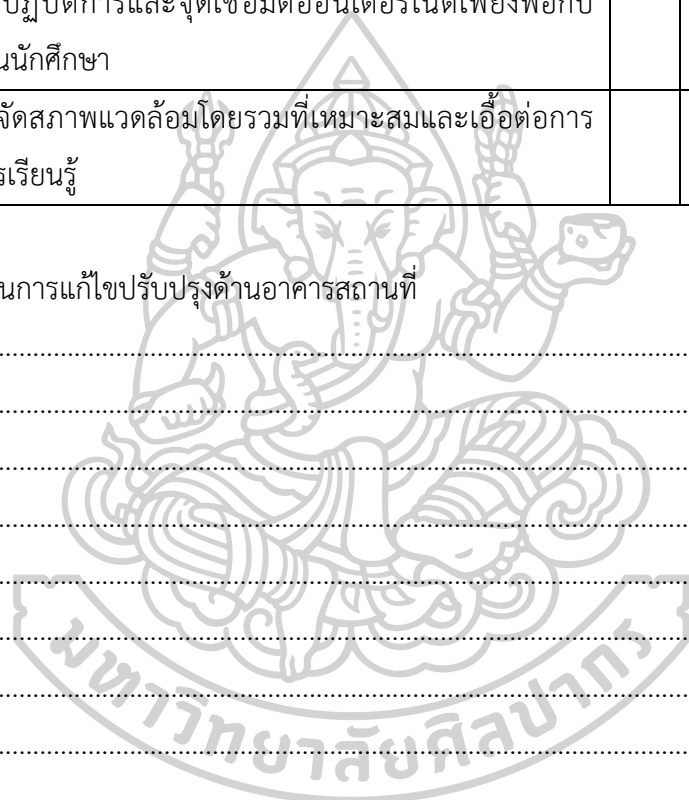 ปฏิบัติการและจุดเชื่อมต่ออินเตอร์เน็ตเพียงพอกับ
นักศึกษา
จัดสภาพแวดล้อมโดยรวมที่เหมาะสมและเอื้อต่อการ
เรียนรู้
การแก้ไขปรับปรุงด้านอาคารสถานที่
มหาวิทยาลัยศิลปากร